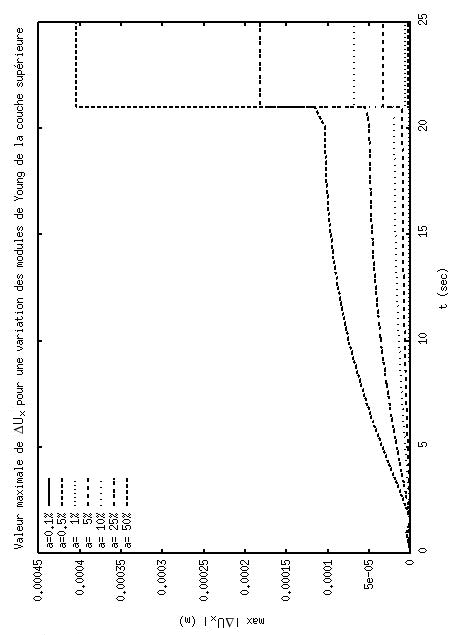 Valeur maximale de ΔUx pour une variation des modules de Young de la couche supérieure
a=0.1%
a=0.5%
a= 1%
a= 5%
a= 10%
a= 25%
a= 50%
max |ΔUx| (m)
0.00045
0.0004
0.00035
0.0003
0.00025
0.0002
0.00015
0.0001
5e-05
0
0
5
10
15
20
25
t (sec)